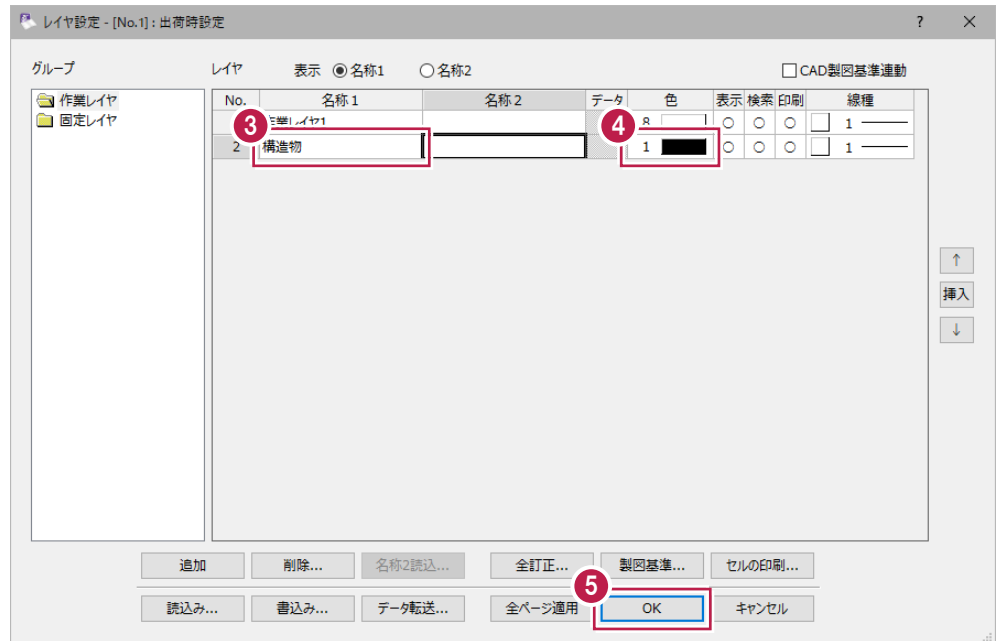 レイヤ設定 - [No.1] : 出荷時設定 ? ×
グループ レイヤ 表示 名称1 名称2 CAD製図基準連動
作業レイヤ
固定レイヤ
No. 名称1 名称2 データ 色 表示 検索 印刷 線種
3 作業レイヤ1 4 8 ○ ○ ○ 1
2 構造物 1 ○ ○ ○ 1
↑
挿入
↓
追加 削除... 名称2読込... 全訂正... 製図基準... セルの印刷...
5
読込み... 書込み... データ転送... 全ページ適用 OK キャンセル